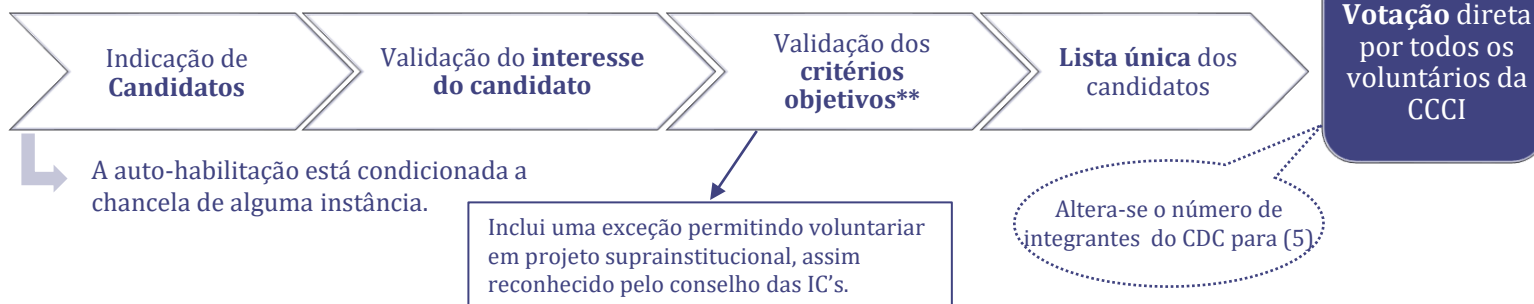 Indicação de
Candidatos
Validação do interesse
do candidato
Validação dos
critérios
objetivos**
Lista única dos
candidatos
Votação direta
por todos os
voluntários da
CCCI
A auto-habilitação está condicionada a
chancela de alguma instância.
Inclui uma exceção permitindo voluntariar
em projeto suprainstitucional, assim
reconhecido pelo conselho das IC's.
Altera-se o número de
integrantes do CDC para (5)